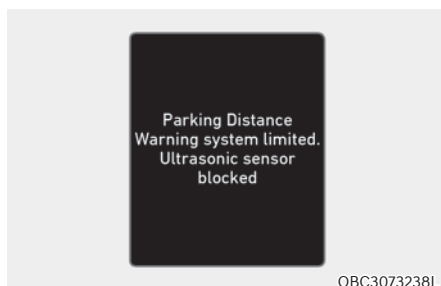 Parking Distance
Warning system limited.
Ultrasonic sensor
blocked
OBC3073238L